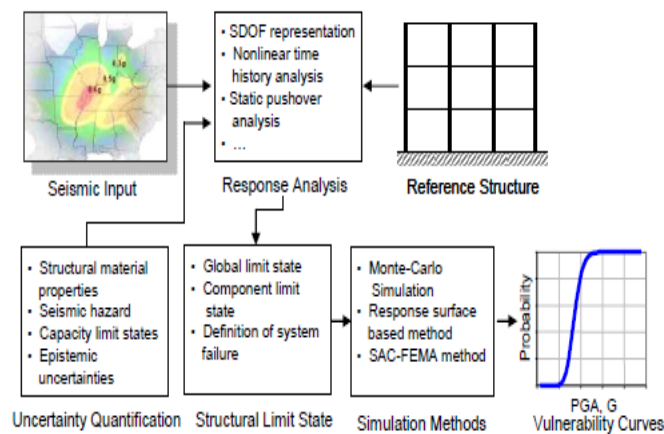 • SDOF representation
• Nonlinear time
history analysis
• Static pushover
analysis
• ...
Seismic Input
Response Analysis
Reference Structure
• Structural material
properties
• Seismic hazard
• Capacity limit states
• Epistemic
uncertainties
• Global limit state
• Component limit
state
• Definition of system
failure
• Monte-Carlo
Simulation
• Response surface
based method
• SAC-FEMA method
Probability
PGA, G
Uncertainty Quantification
Structural Limit State
Simulation Methods
Vulnerability Curves